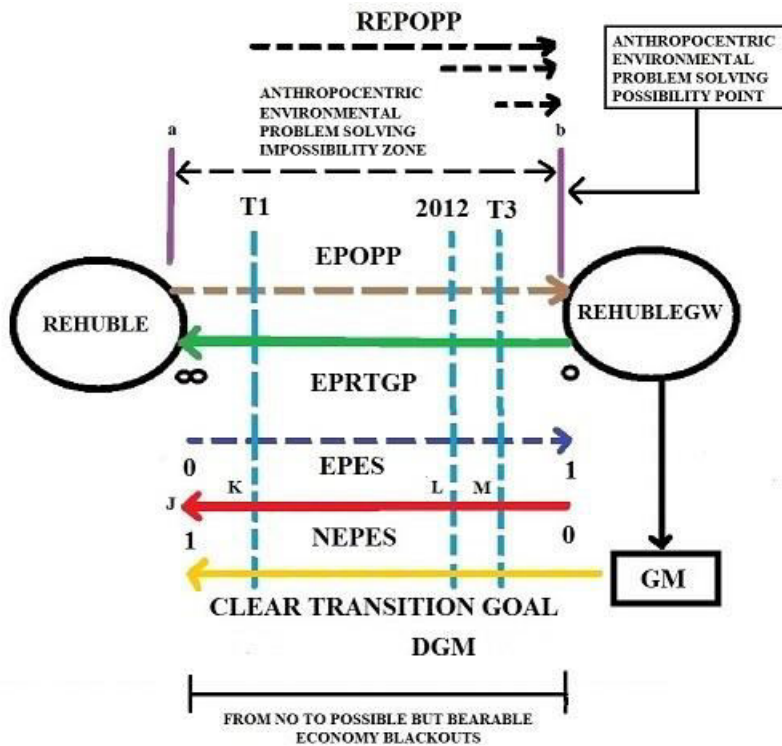 REPOPP
ANTHROPOCENTRIC
ENVIRONMENTAL
PROBLEM SOLVING
POSSIBILITY POINT
ANTHROPOCENTRIC
ENVIRONMENTAL
PROBLEM SOLVING
IMPOSSIBILITY ZONE
a
b
T1
2012
T3
EPOPP
REHUBLE
REHUBLEGW
∞
0
EPRTGP
0
EPES
1
J
K
L
M
1
NEPES
0
GM
CLEAR TRANSITION GOAL
DGM
FROM NO TO POSSIBLE BUT BEARABLE
ECONOMY BLACKOUTS